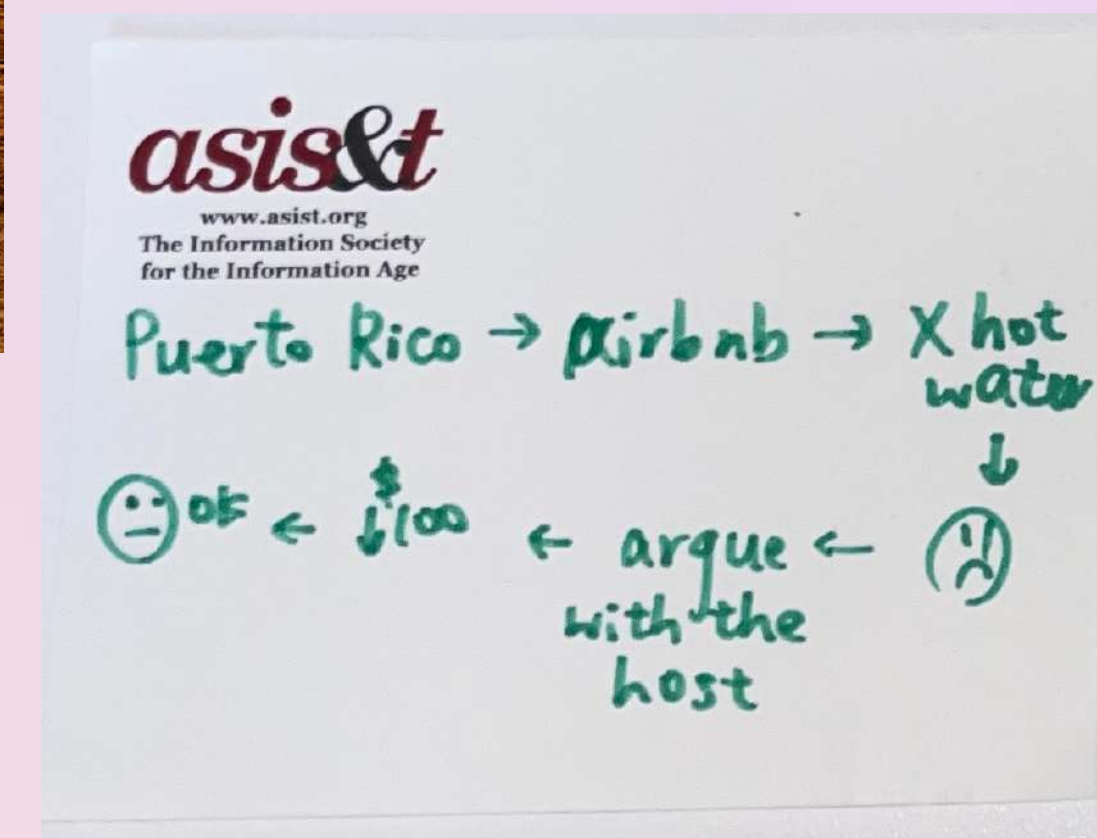 asis&t
www.asist.org
The Information Society
for the Information Age
Puerto Rico → airbnb → X hot
water
↓
ok ← $ ↓100 ← argue ←
with the
host